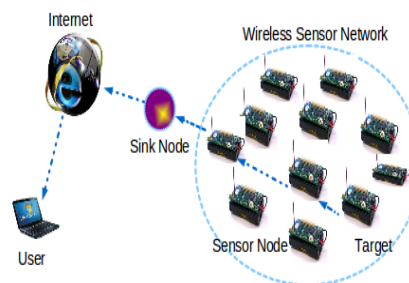 Internet
Wireless Sensor Network
Sink Node
User
Sensor Node
Target